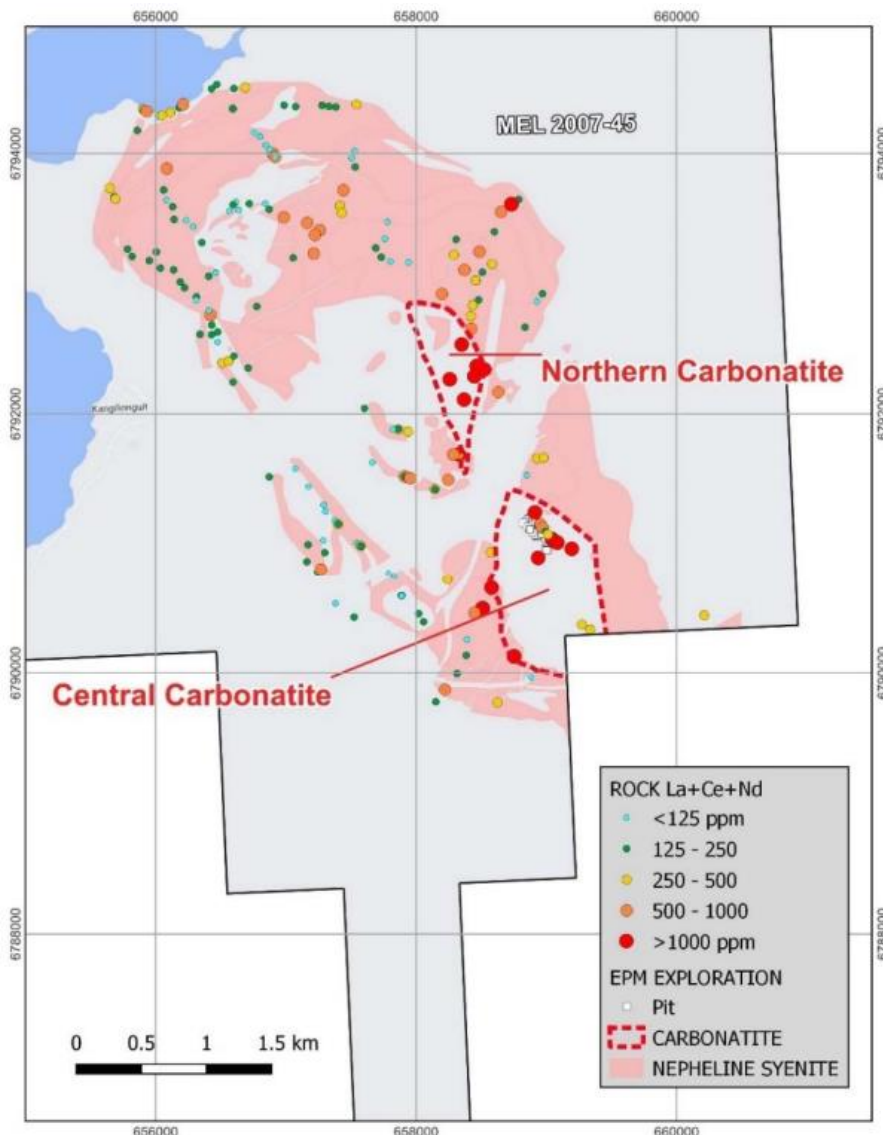 656000
658000
660000
MEL 2007-45
6794000
6794000
Northern Carbonatite
6792000
6792000
Central Carbonatite
6790000
6790000
ROCK La+Ce+Nd
<125 ppm
125 - 250
250 - 500
500 - 1000
>1000 ppm
EPM EXPLORATION
Pit
CARBONATITE
NEPHELINE SYENITE
6788000
6788000
0 0.5 1 1.5 km
656000
658000
660000